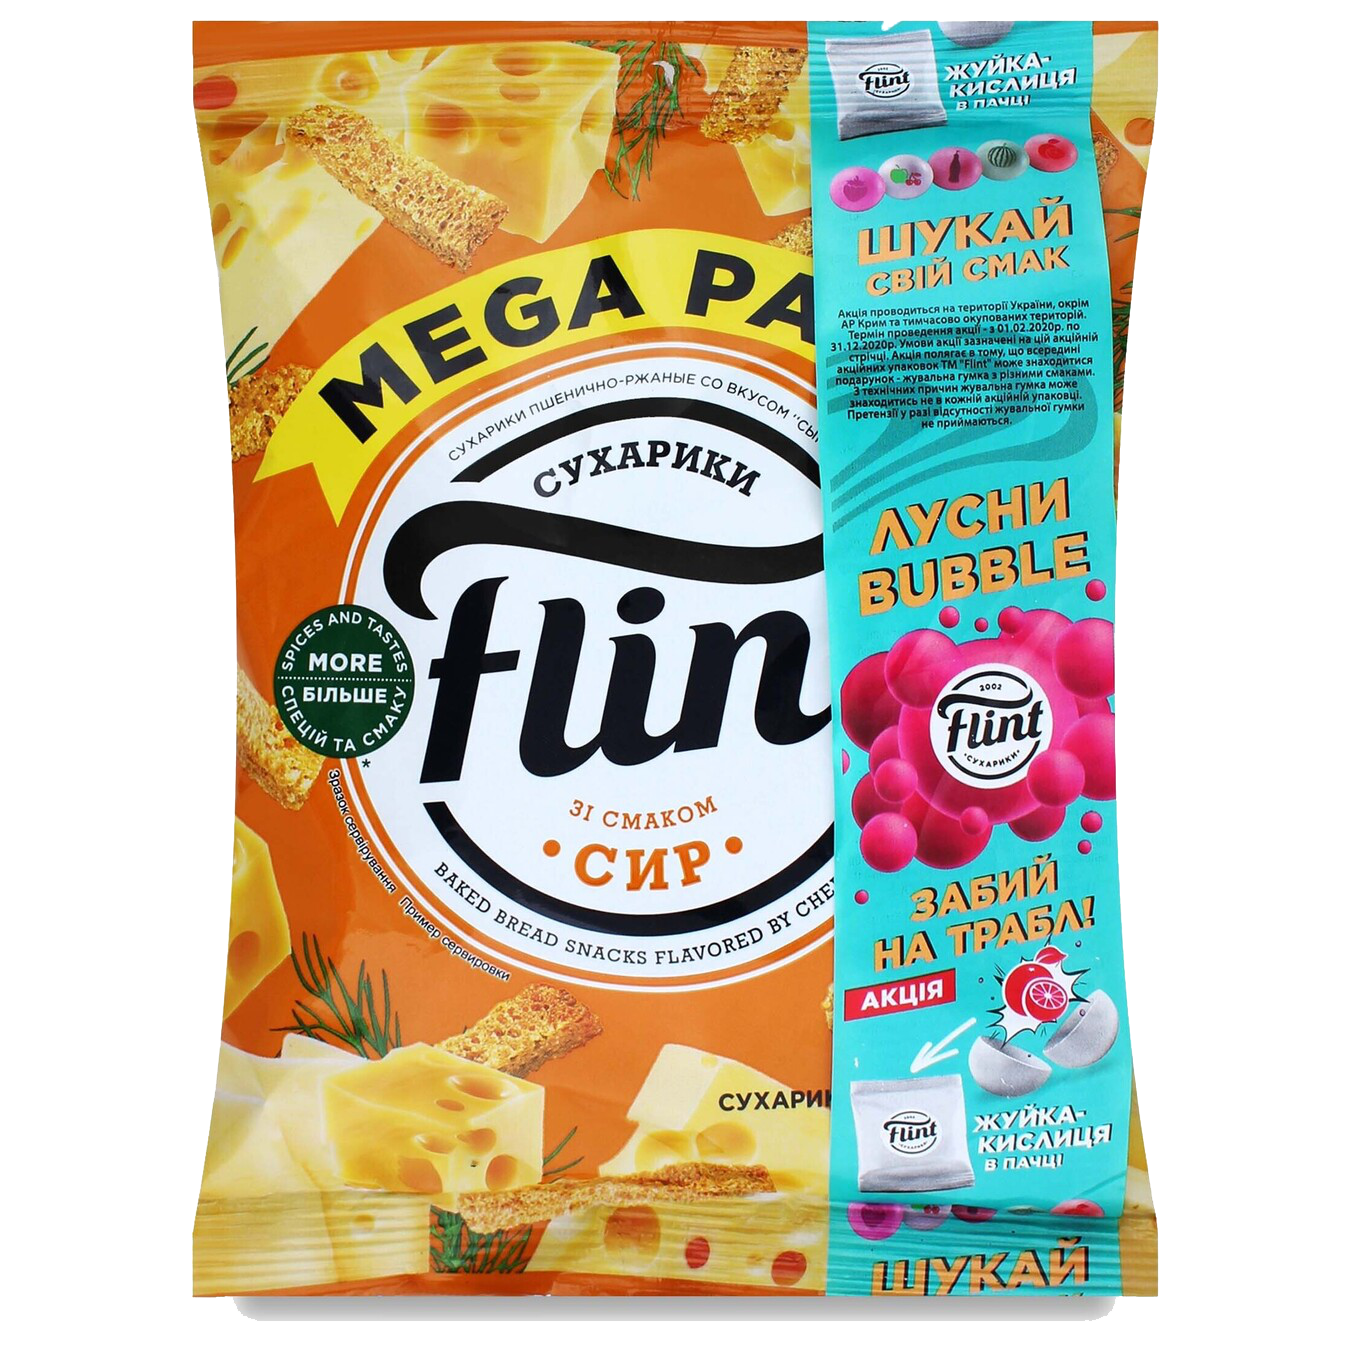 MEGA PA
СУХАРИКИ ПШЕНИЧНО-РЖАНЫЕ СО ВКУСОМ "СЫ
СУХАРИКИ
flin
ЗІ СМАКОМ
• СИР •
BAKED BREAD SNACKS FLAVORED BY CHE
SPICES AND TASTES
MORE
БІЛЬШЕ
СПЕЦІЙ ТА СМАКУ
*
Зразок сервірування Пример сервировки
СУХАРИ
flint
ЖУЙКА-
КИСЛИЦЯ
В ПАЧЦІ
ШУКАЙ
СВІЙ СМАК
Акція проводиться на території України, окрім
АР Крим та тимчасово окупованих територій.
Термін проведення акції - з 01.02.2020р. по
31.12.2020р. Умови акції зазначені на цій акційній
стрічці. Акція полягає в тому, що всередині
акційних упаковок ТМ "Flint" може знаходитися
подарунок - жувальна гумка з різними смаками.
З технічних причин жувальна гумка може
знаходитись не в кожній акційній упаковці.
Претензії у разі відсутності жувальної гумки
не приймаються.
ЛУСНИ
BUBBLE
2002
flint
•СУХАРИКИ•
ЗАБИЙ
НА ТРАБЛ!
АКЦІЯ
flint
ЖУЙКА-
КИСЛИЦЯ
В ПАЧЦІ
ШУКАЙ